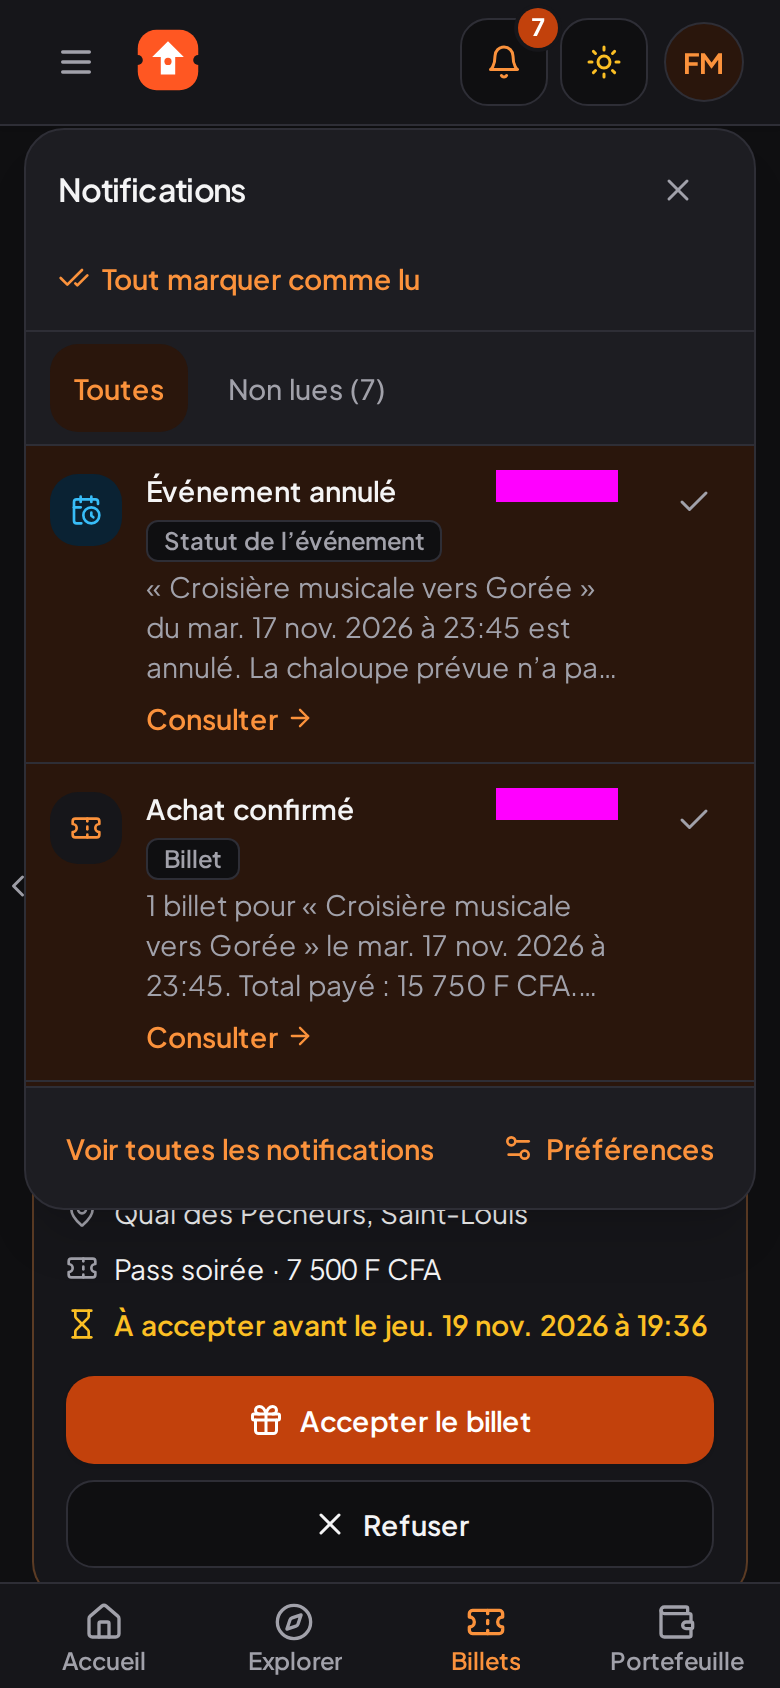 7
FM
Notifications
Tout marquer comme lu
Toutes
Non lues (7)
Événement annulé
Statut de l’événement
« Croisière musicale vers Gorée »
du mar. 17 nov. 2026 à 23:45 est
annulé. La chaloupe prévue n’a pa…
Consulter →
Achat confirmé
Billet
1 billet pour « Croisière musicale
vers Gorée » le mar. 17 nov. 2026 à
23:45. Total payé : 15 750 F CFA.…
Consulter →
Voir toutes les notifications
Préférences
Quai des Pêcheurs, Saint-Louis
Pass soirée · 7 500 F CFA
À accepter avant le jeu. 19 nov. 2026 à 19:36
Accepter le billet
Refuser
Accueil
Explorer
Billets
Portefeuille